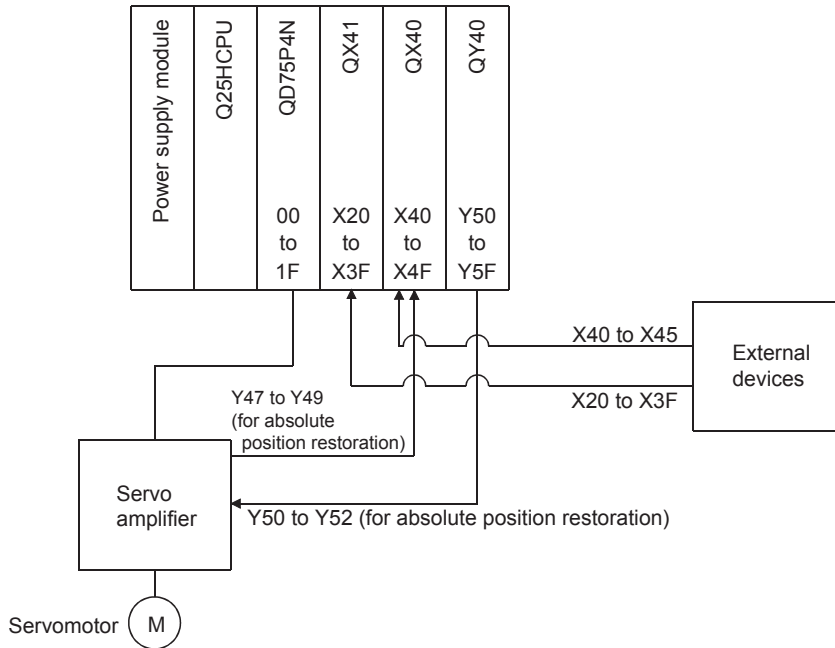 Power supply module
Q25HCPU
QD75P4N
QX41
QX40
QY40
00
to
1F
X20
to
X3F
X40
to
X4F
Y50
to
Y5F
X40 to X45
External
devices
X20 to X3F
Y47 to Y49
(for absolute
position restoration)
Servo
amplifier
Y50 to Y52 (for absolute position restoration)
Servomotor
M